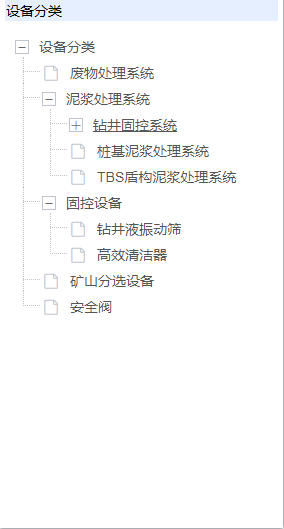 设备分类
设备分类
废物处理系统
泥浆处理系统
钻井固控系统
桩基泥浆处理系统
TBS盾构泥浆处理系统
固控设备
钻井液振动筛
高效清洁器
矿山分选设备
安全阀